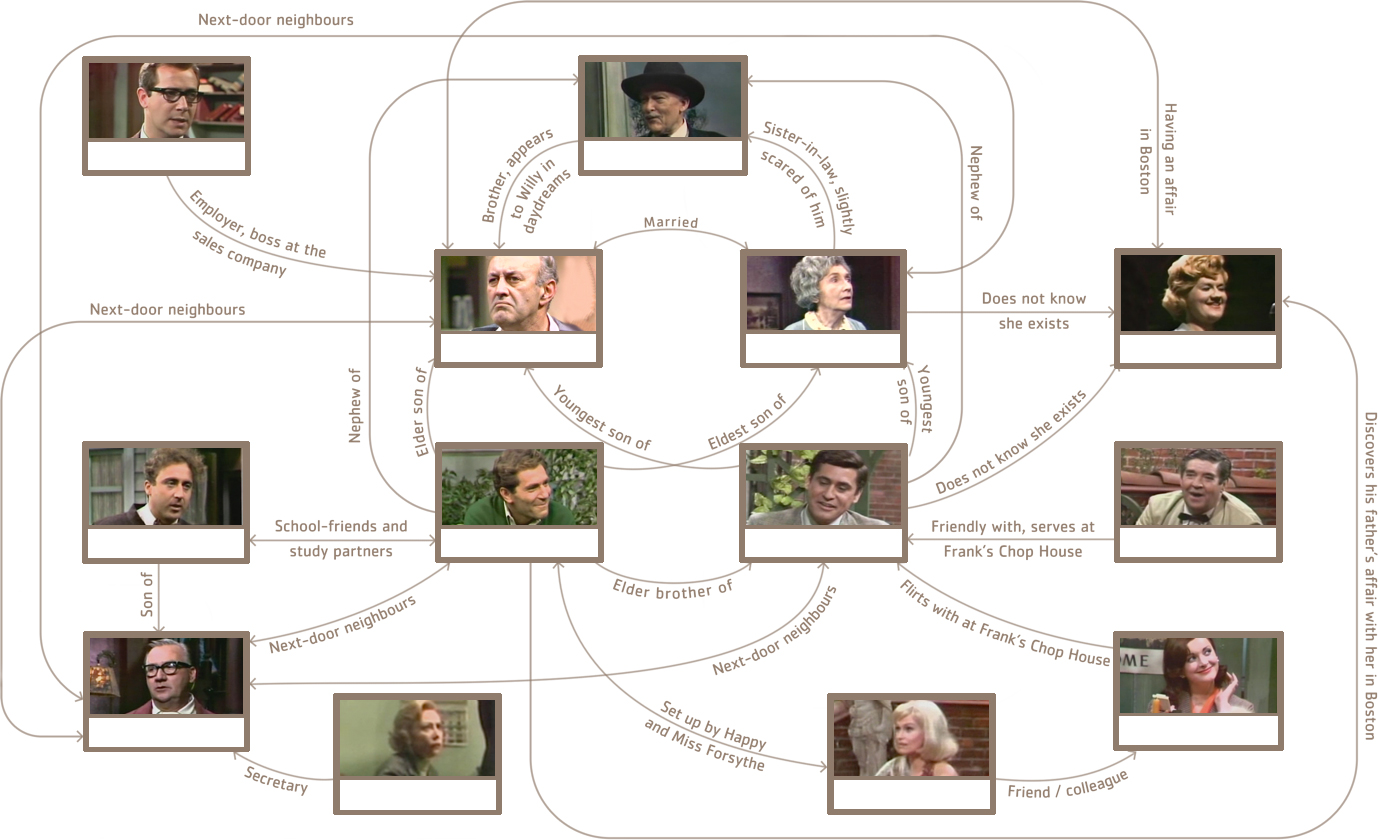 Next-door neighbours
Having an affair
in Boston
Brother, appears
to Willy in
daydreams
Sister-in-law, slightly
scared of him
Nephew of
Employer, boss at the
sales company
Married
Next-door neighbours
Does not know
she exists
Nephew of
Elder son of
Youngest son of
Eldest son of
Youngest
son of
Does not know she exists
Discovers his father's affair with her in Boston
School-friends and
study partners
Friendly with, serves at
Frank's Chop House
Son of
Next-door neighbours
Elder brother of
Next-door neighbours
Flirts with at Frank's Chop House
OME
Set up by Happy
and Miss Forsythe
Secretary
Friend / colleague